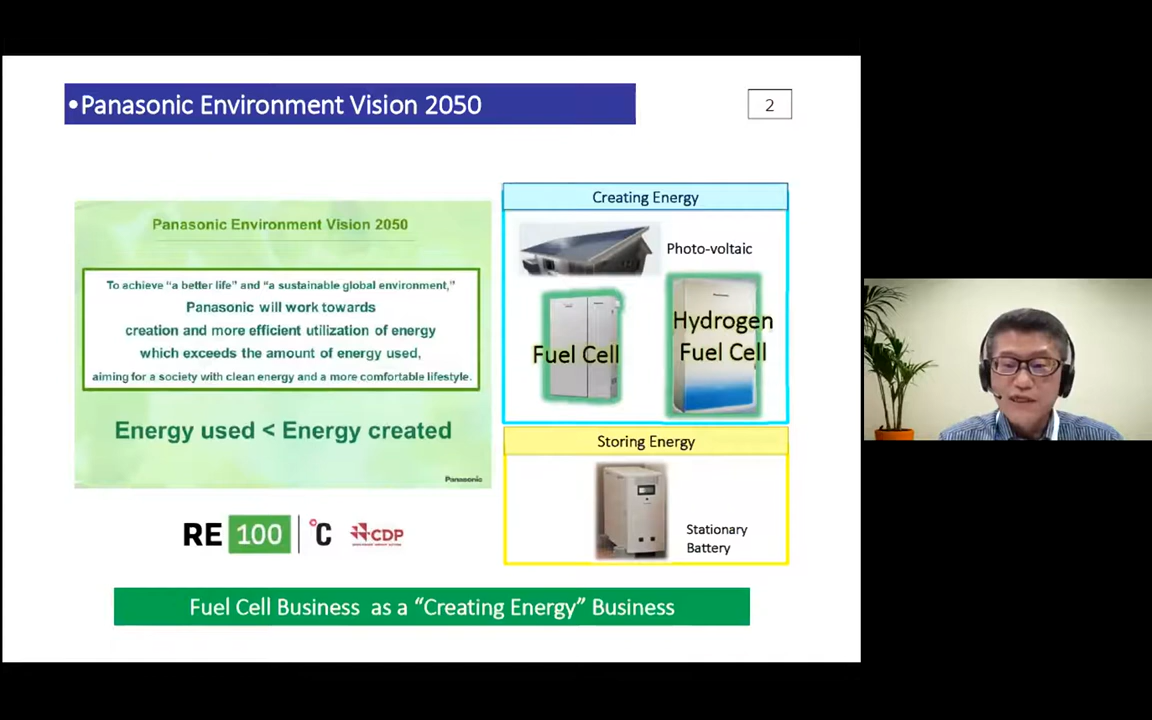 •Panasonic Environment Vision 2050
2
Panasonic Environment Vision 2050
To achieve “a better life” and “a sustainable global environment,”
Panasonic will work towards
creation and more efficient utilization of energy
which exceeds the amount of energy used,
aiming for a society with clean energy and a more comfortable lifestyle.
Energy used < Energy created
Panasonic
RE 100 °C CDP
Creating Energy
Photo-voltaic
Fuel Cell
Hydrogen
Fuel Cell
Storing Energy
Stationary
Battery
Fuel Cell Business as a “Creating Energy” Business